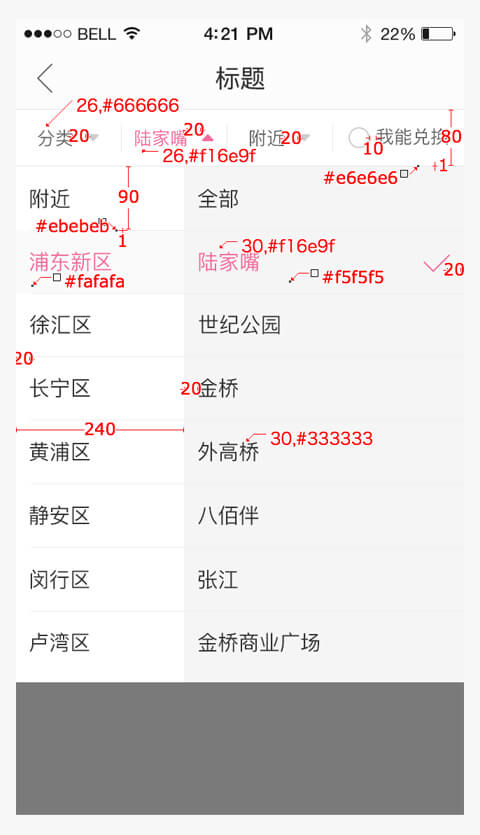 BELL 4:21 PM 22%
标题
26,#666666
分类 20 陆家嘴 20 附近 20 我能兑换 80
26,#f16e9f 10
#e6e6e6 1
附近 90 全部
#ebebeb 1
30,#f16e9f
浦东新区 陆家嘴 20
#fafafa #f5f5f5
徐汇区 世纪公园
20
长宁区 20 金桥
240
30,#333333
黄浦区 外高桥
静安区 八佰伴
闵行区 张江
卢湾区 金桥商业广场